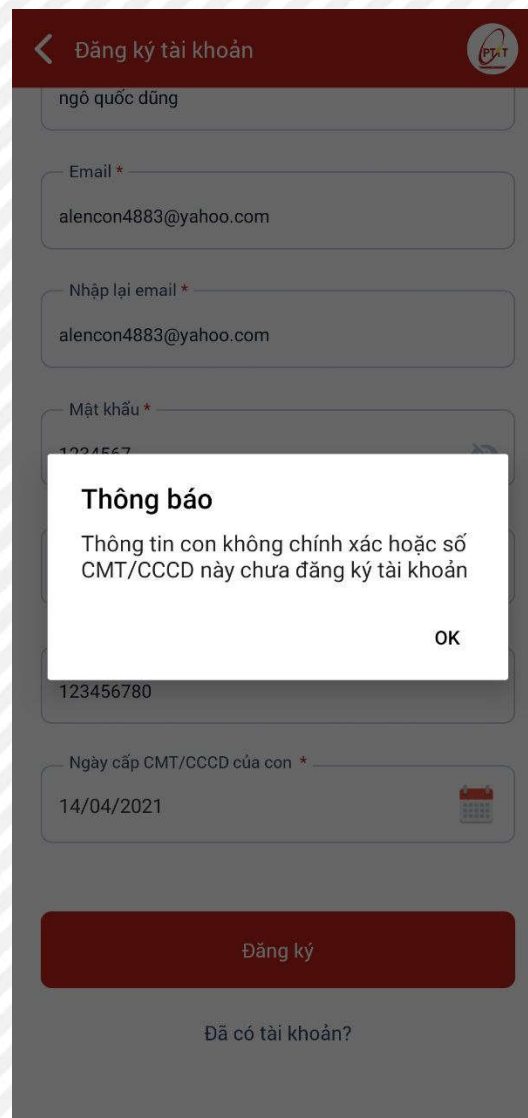 Đăng ký tài khoản
PTIT
ngô quốc dũng
Email *
alencon4883@yahoo.com
Nhập lại email *
alencon4883@yahoo.com
Mật khẩu *
1234567
Thông báo
Thông tin con không chính xác hoặc số
CMT/CCCD này chưa đăng ký tài khoản
OK
123456780
Ngày cấp CMT/CCCD của con *
14/04/2021
Đăng ký
Đã có tài khoản?